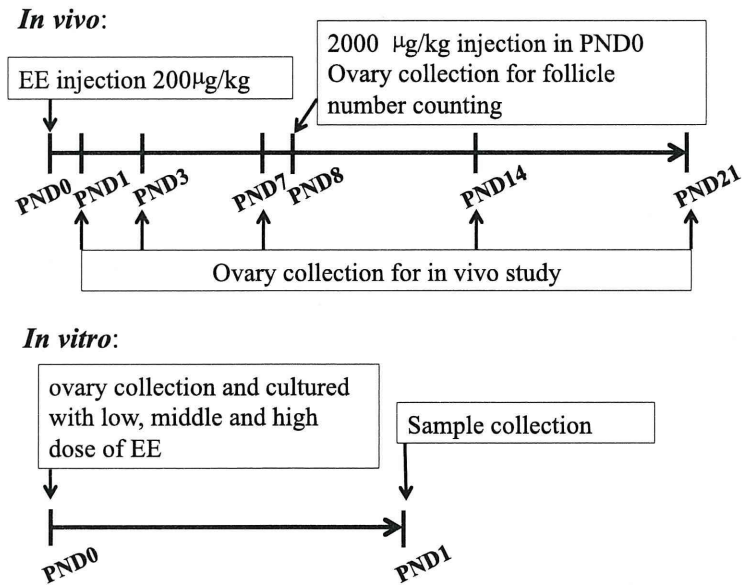 In vivo:
EE injection 200μg/kg
2000 μg/kg injection in PND0
Ovary collection for follicle
number counting
PND0
PND1
PND3
PND7
PND8
PND14
PND21
Ovary collection for in vivo study
In vitro:
ovary collection and cultured
with low, middle and high
dose of EE
Sample collection
PND0
PND1